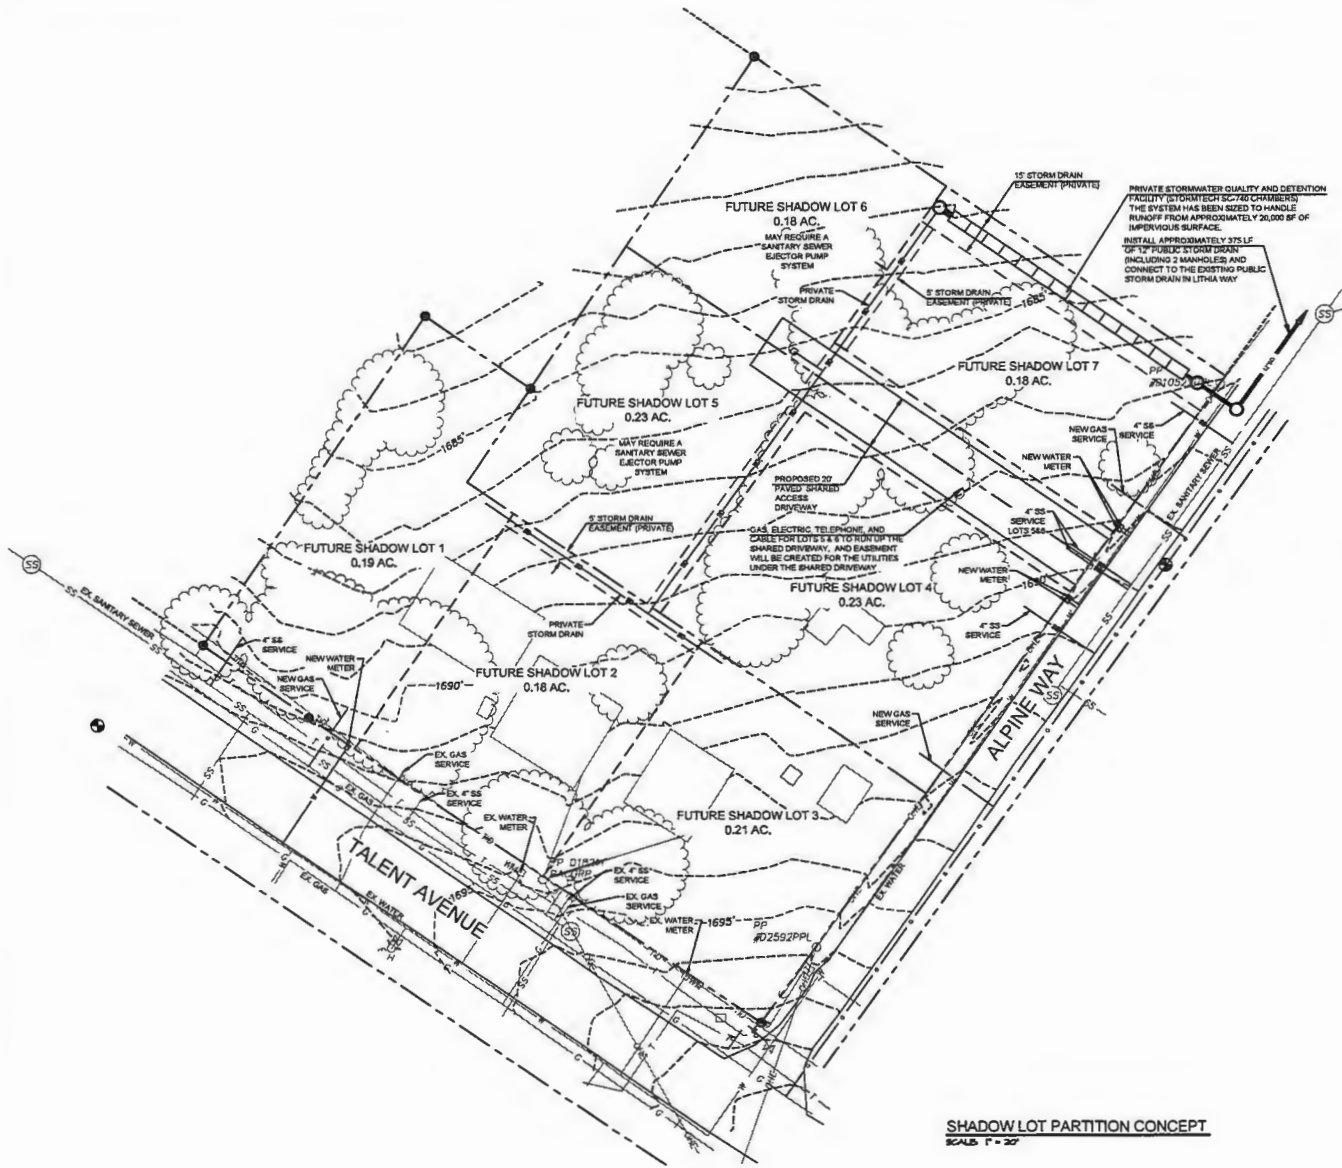 FUTURE SHADOW LOT 6
0.18 AC.
MAY REQUIRE A
SANITARY SEWER
EJECTOR PUMP
SYSTEM
15' STORM DRAIN
EASEMENT (PRIVATE)
PRIVATE STORMWATER QUALITY AND DETENTION
FACILITY (STORMTECH SC-740 CHAMBERS)
THE SYSTEM HAS BEEN SIZED TO HANDLE
RUNOFF FROM APPROXIMATELY 20,000 SF OF
IMPERVIOUS SURFACE.
INSTALL APPROXIMATELY 375 LF
OF 12" PUBLIC STORM DRAIN
(INCLUDING 2 MANHOLES) AND
CONNECT TO THE EXISTING PUBLIC
STORM DRAIN IN LITHIA WAY
PRIVATE
STORM DRAIN
5' STORM DRAIN
EASEMENT (PRIVATE)
1685'
SS
FUTURE SHADOW LOT 7
0.18 AC.
PP
FUTURE SHADOW LOT 5
0.23 AC.
MAY REQUIRE A
SANITARY SEWER
EJECTOR PUMP
SYSTEM
1685'
NEW GAS
SERVICE
4" SS
SERVICE
NEW WATER
METER
EX. SANITARY SEWER
PROPOSED 20'
PAVED SHARED
ACCESS
DRIVEWAY
4" SS
SERVICE
LOTS 5&6
5' STORM DRAIN
EASEMENT (PRIVATE)
GAS, ELECTRIC, TELEPHONE, AND
CABLE FOR LOTS 5 & 6 TO RUN UP THE
SHARED DRIVEWAY, AND EASEMENT
WILL BE CREATED FOR THE UTILITIES
UNDER THE SHARED DRIVEWAY
FUTURE SHADOW LOT 1
0.19 AC.
NEW WATER
METER
1690'
FUTURE SHADOW LOT 4
0.23 AC.
SS
EX. SANITARY SEWER
4" SS
SERVICE
PRIVATE
STORM DRAIN
4" SS
SERVICE
NEW WATER
METER
NEW GAS
SERVICE
FUTURE SHADOW LOT 2
0.18 AC.
1690'
SS
ALPINE WAY
NEW GAS
SERVICE
EX. GAS
SERVICE
EX. 4" SS
SERVICE
EX. GAS
EX. WATER
METER
FUTURE SHADOW LOT 3
0.21 AC.
TALENT AVENUE
1695'
EX. 4" SS
SERVICE
EX. GAS
SERVICE
EX. WATER
EX. GAS
EX. WATER
EX. WATER
METER
1695'
PP
#D2592PPL
SS
SHADOW LOT PARTITION CONCEPT
SCALE: 1" = 20'